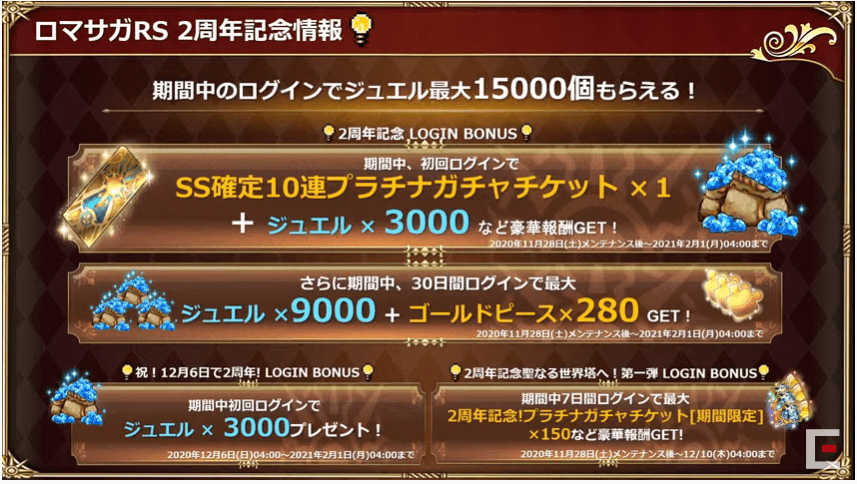 ロマサガRS 2周年記念情報
期間中のログインでジュエル最大15000個もらえる!
2周年記念 LOGIN BONUS
期間中、初回ログインで
SS確定10連プラチナガチャチケット ×1
+ ジュエル × 3000 など豪華報酬GET!
2020年11月28日(土)メンテナンス後～2021年2月1日(月)04:00まで
さらに期間中、30日間ログインで最大
ジュエル ×9000 + ゴールドピース×280 GET!
2020年11月28日(土)メンテナンス後～2021年2月1日(月)04:00まで
祝!12月6日で2周年! LOGIN BONUS
期間中初回ログインで
ジュエル × 3000プレゼント!
2020年12月6日(日)04:00～2021年2月1日(月)04:00まで
2周年記念聖なる世界塔へ!第一弾 LOGIN BONUS
期間中7日間ログインで最大
2周年記念!プラチナガチャチケット[期間限定]
×150など豪華報酬GET!
2020年11月28日(土)メンテナンス後～12/10(木)04:00まで